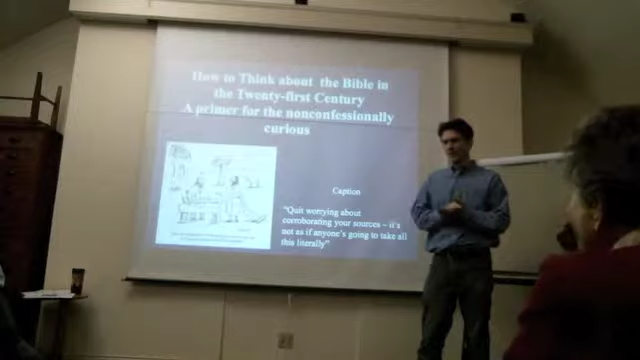 How to Think about the Bible in
the Twenty-first Century
A primer for the nonconfessionally
curious
Caption
"Quit worrying about
corroborating your sources – it's
not as if anyone's going to take all
this literally"